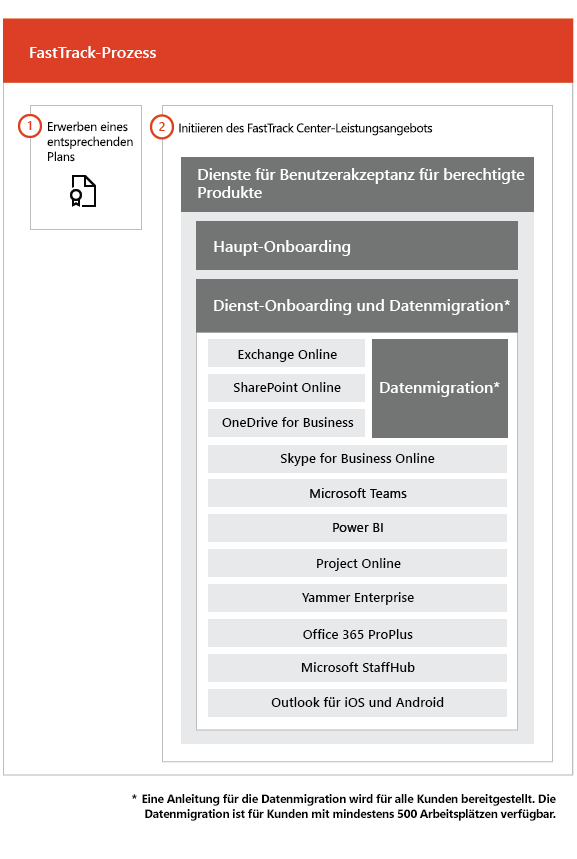 FastTrack-Prozess
1
Erwerben eines
entsprechenden
Plans
2
Initiieren des FastTrack Center-Leistungsangebots
Dienste für Benutzerakzeptanz für berechtigte
Produkte
Haupt-Onboarding
Dienst-Onboarding und Datenmigration*
Exchange Online
SharePoint Online
OneDrive for Business
Datenmigration*
Skype for Business Online
Microsoft Teams
Power BI
Project Online
Yammer Enterprise
Office 365 ProPlus
Microsoft StaffHub
Outlook für iOS und Android
* Eine Anleitung für die Datenmigration wird für alle Kunden bereitgestellt. Die
Datenmigration ist für Kunden mit mindestens 500 Arbeitsplätzen verfügbar.